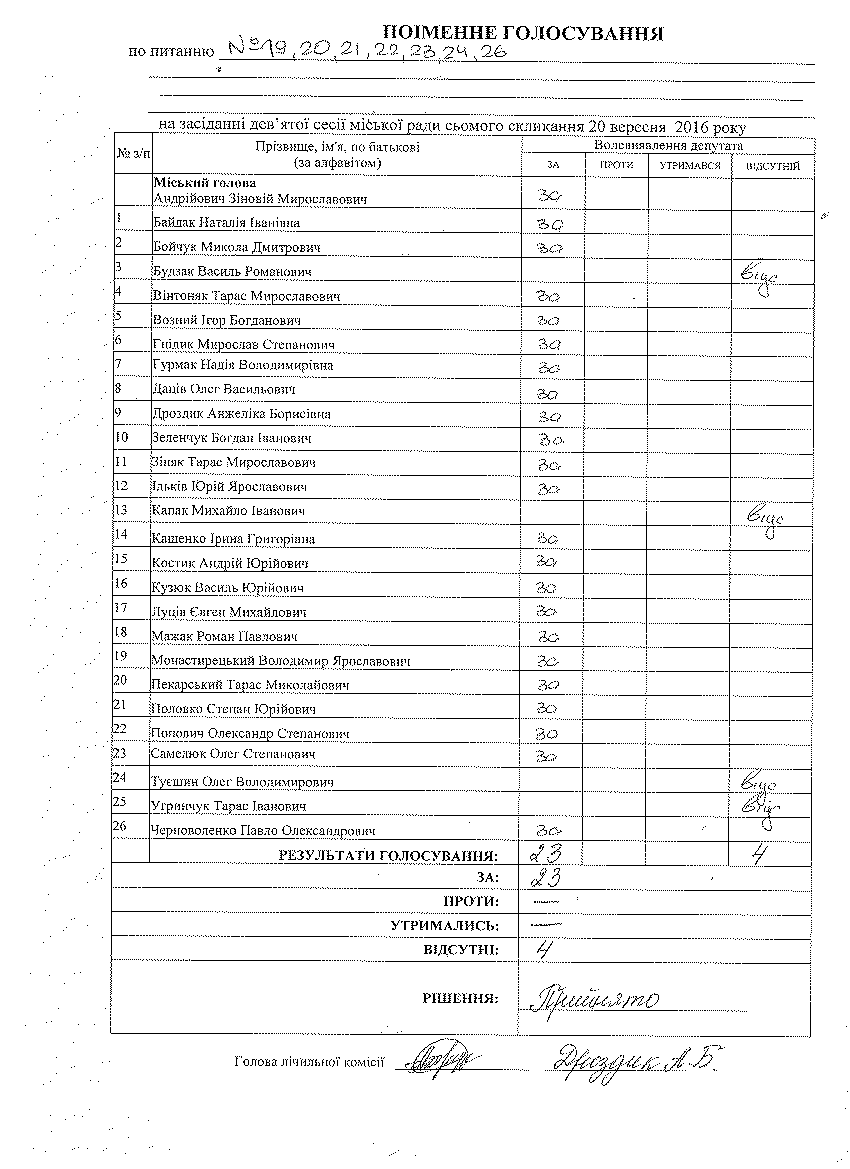 ПОІМЕННЕ ГОЛОСУВАННЯ
по питанню №19, 20, 21, 22, 23, 24, 26
на засіданні дев'ятої сесії міської ради сьомого скликання 20 вересня 2016 року
№ з/п Прізвище, ім'я, по батькові (за алфавітом) Волевиявлення депутата
ЗА ПРОТИ УТРИМАВСЯ ВІДСУТНІЙ
Міський голова
Андрійович Зіновій Мирославович за
1 Байдак Наталія Іванівна за
2 Бойчук Микола Дмитрович за
3 Будзак Василь Романович відс
4 Вінтоняк Тарас Мирославович за
5 Возний Ігор Богданович за
6 Гнідик Мирослав Степанович за
7 Гурмак Надія Володимирівна за
8 Данів Олег Васильович за
9 Дроздик Анжеліка Борисівна за
10 Зеленчук Богдан Іванович за
11 Зіняк Тарас Мирославович за
12 Ільків Юрій Ярославович за
13 Капак Михайло Іванович відс
14 Кашенко Ірина Григорівна за
15 Костик Андрій Юрійович за
16 Кузюк Василь Юрійович за
17 Луців Євген Михайлович за
18 Мажак Роман Павлович за
19 Монастирецький Володимир Ярославович за
20 Пекарський Тарас Миколайович за
21 Половко Степан Юрійович за
22 Попович Олександр Степанович за
23 Самелюк Олег Степанович за
24 Туєшин Олег Володимирович відс
25 Угринчук Тарас Іванович відс
26 Черноволенко Павло Олександрович за
РЕЗУЛЬТАТИ ГОЛОСУВАННЯ: 23 4
ЗА: 23
ПРОТИ: —
УТРИМАЛИСЬ: —
ВІДСУТНІ: 4
РІШЕННЯ: Прийнято
Голова лічильної комісії Дроздик А.Б.